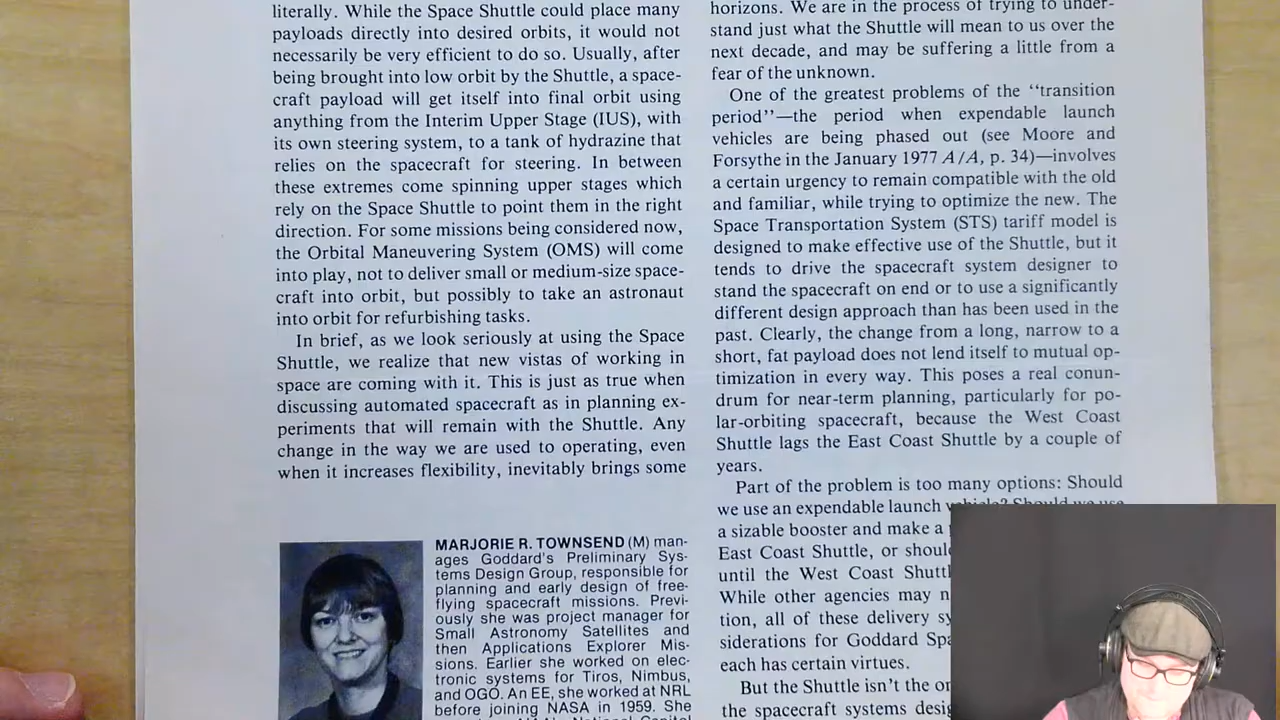 literally. While the Space Shuttle could place many
payloads directly into desired orbits, it would not
necessarily be very efficient to do so. Usually, after
being brought into low orbit by the Shuttle, a space-
craft payload will get itself into final orbit using
anything from the Interim Upper Stage (IUS), with
its own steering system, to a tank of hydrazine that
relies on the spacecraft for steering. In between
these extremes come spinning upper stages which
rely on the Space Shuttle to point them in the right
direction. For some missions being considered now,
the Orbital Maneuvering System (OMS) will come
into play, not to deliver small or medium-size space-
craft into orbit, but possibly to take an astronaut
into orbit for refurbishing tasks.
In brief, as we look seriously at using the Space
Shuttle, we realize that new vistas of working in
space are coming with it. This is just as true when
discussing automated spacecraft as in planning ex-
periments that will remain with the Shuttle. Any
change in the way we are used to operating, even
when it increases flexibility, inevitably brings some
MARJORIE R. TOWNSEND (M) man-
ages Goddard's Preliminary Sys-
tems Design Group, responsible for
planning and early design of free-
flying spacecraft missions. Previ-
ously she was project manager for
Small Astronomy Satellites and
then Applications Explorer Mis-
sions. Earlier she worked on elec-
tronic systems for Tiros, Nimbus,
and OGO. An EE, she worked at NRL
before joining NASA in 1959. She
horizons. We are in the process of trying to under-
stand just what the Shuttle will mean to us over the
next decade, and may be suffering a little from a
fear of the unknown.
One of the greatest problems of the "transition
period"—the period when expendable launch
vehicles are being phased out (see Moore and
Forsythe in the January 1977 A/A, p. 34)—involves
a certain urgency to remain compatible with the old
and familiar, while trying to optimize the new. The
Space Transportation System (STS) tariff model is
designed to make effective use of the Shuttle, but it
tends to drive the spacecraft system designer to
stand the spacecraft on end or to use a significantly
different design approach than has been used in the
past. Clearly, the change from a long, narrow to a
short, fat payload does not lend itself to mutual op-
timization in every way. This poses a real conun-
drum for near-term planning, particularly for po-
lar-orbiting spacecraft, because the West Coast
Shuttle lags the East Coast Shuttle by a couple of
years.
Part of the problem is too many options: Should
we use an expendable launch vehicle? Should we use
a sizable booster and make a
East Coast Shuttle, or
until the West Coast
While other agencies may
tion, all of these delivery
siderations for Goddard
each has certain virtues.
But the Shuttle isn't the
the spacecraft systems